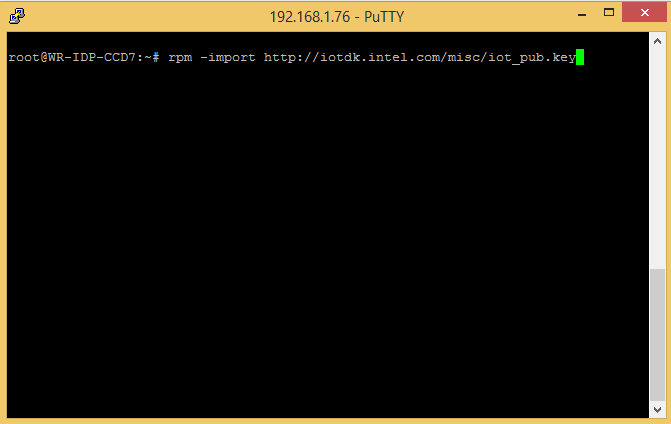 192.168.1.76 - PuTTY
root@WR-IDP-CCD7:~# rpm -import http://iotdk.intel.com/misc/iot_pub.key